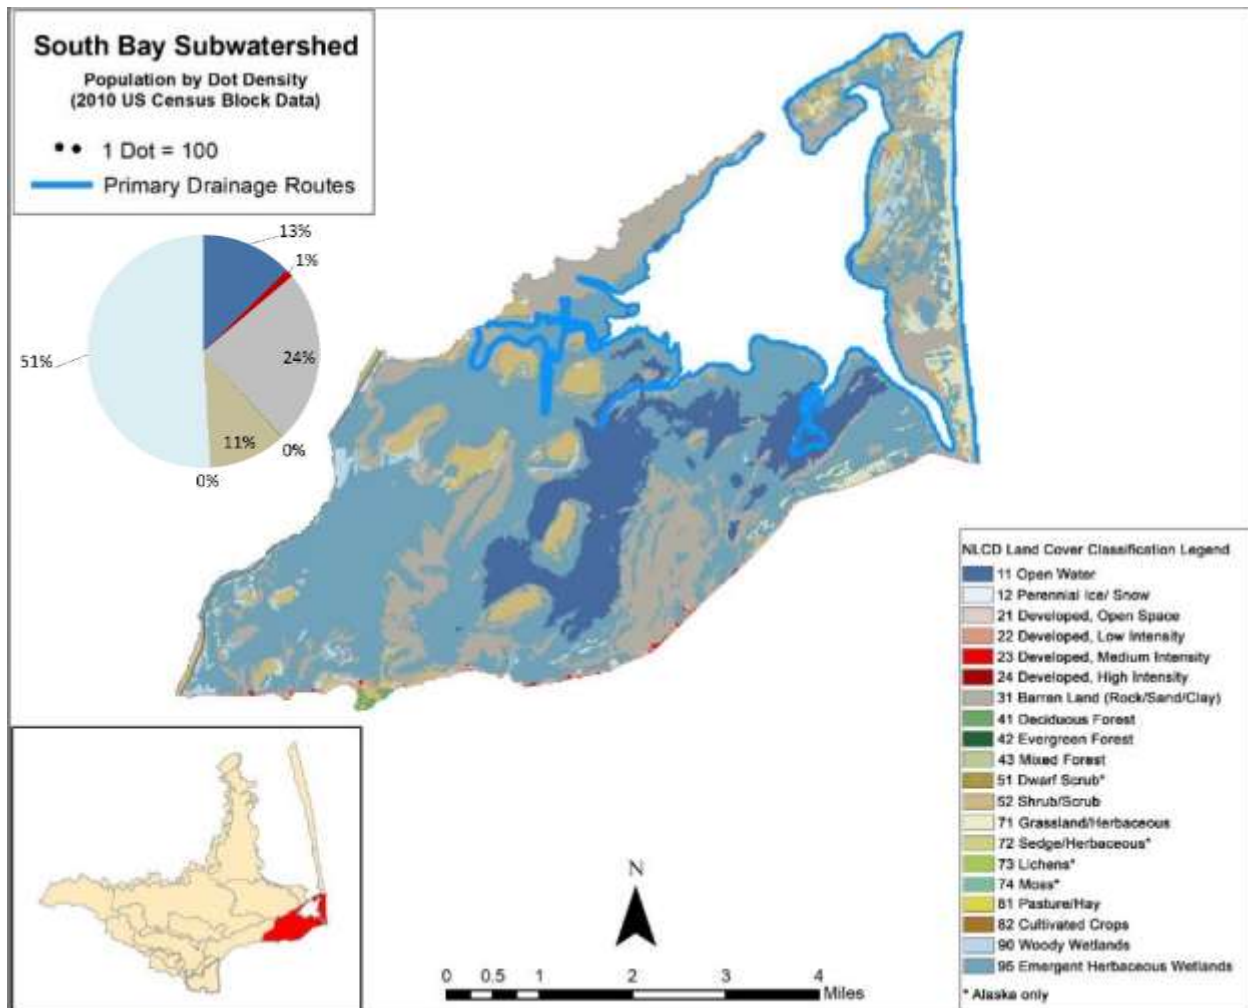 South Bay Subwatershed
Population by Dot Density
(2010 US Census Block Data)
1 Dot = 100
Primary Drainage Routes
13%
1%
51%
24%
11%
0%
0%
NLCD Land Cover Classification Legend
11 Open Water
12 Perennial Ice/ Snow
21 Developed, Open Space
22 Developed, Low Intensity
23 Developed, Medium Intensity
24 Developed, High Intensity
31 Barren Land (Rock/Sand/Clay)
41 Deciduous Forest
42 Evergreen Forest
43 Mixed Forest
51 Dwarf Scrub*
52 Shrub/Scrub
71 Grassland/Herbaceous
72 Sedge/Herbaceous*
73 Lichens*
74 Moss*
81 Pasture/Hay
82 Cultivated Crops
90 Woody Wetlands
95 Emergent Herbaceous Wetlands
* Alaska only
N
0 0.5 1 2 3 4
Miles